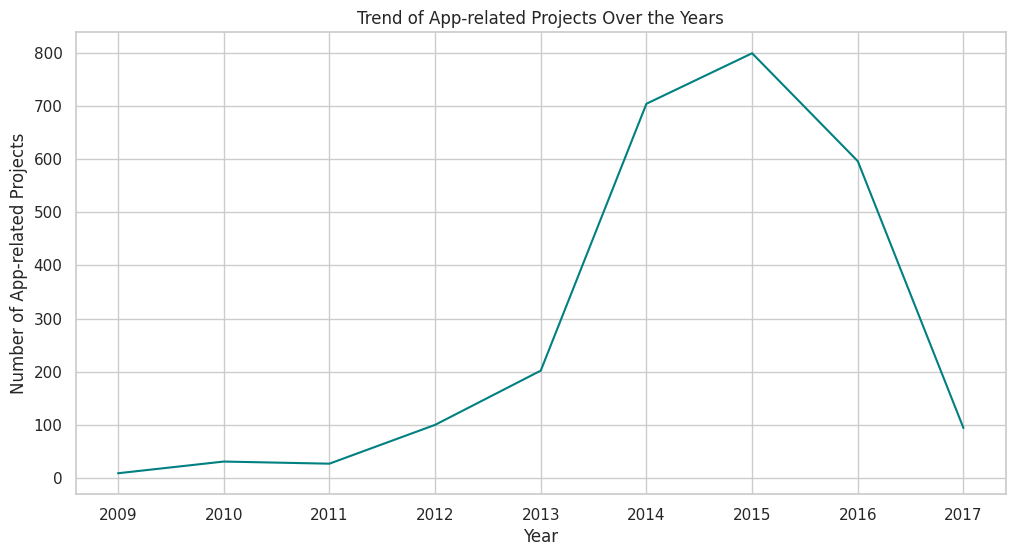 Trend of App-related Projects Over the Years
Number of App-related Projects
800
700
600
500
400
300
200
100
0
2009 2010 2011 2012 2013 2014 2015 2016 2017
Year